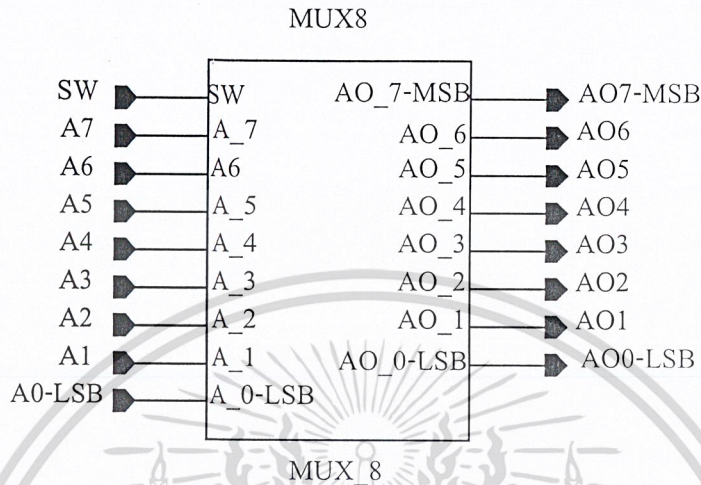 MUX8
SW SW AO_7-MSB AO7-MSB
A7 A_7 AO_6 AO6
A6 A6 AO_5 AO5
A5 A_5 AO_4 AO4
A4 A_4 AO_3 AO3
A3 A_3 AO_2 AO2
A2 A_2 AO_1 AO1
A1 A_1 AO_0-LSB AO0-LSB
A0-LSB A_0-LSB
MUX_8